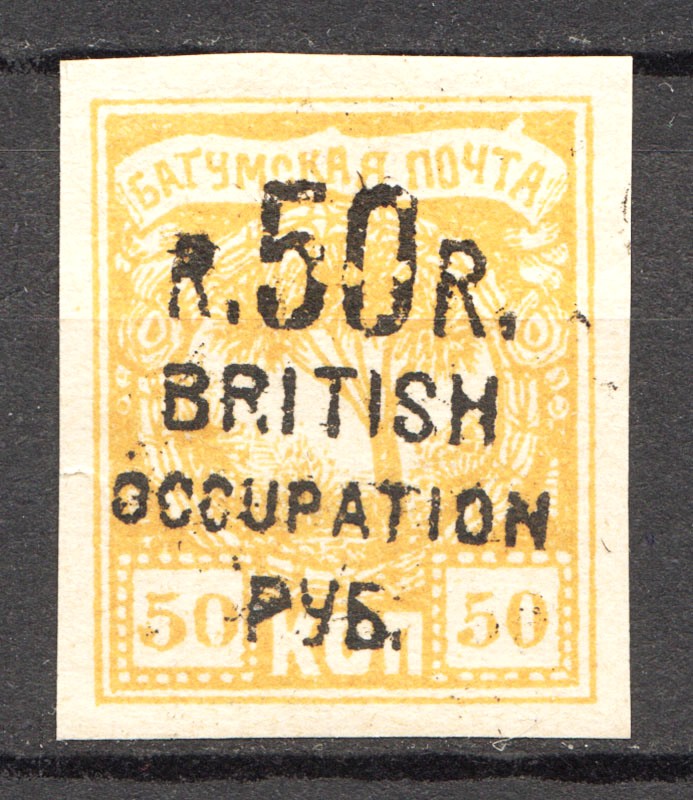 БАТУМСКАЯ ПОЧТА
R.50R.
BRITISH
OCCUPATION
РУБ.
50 КОП 50